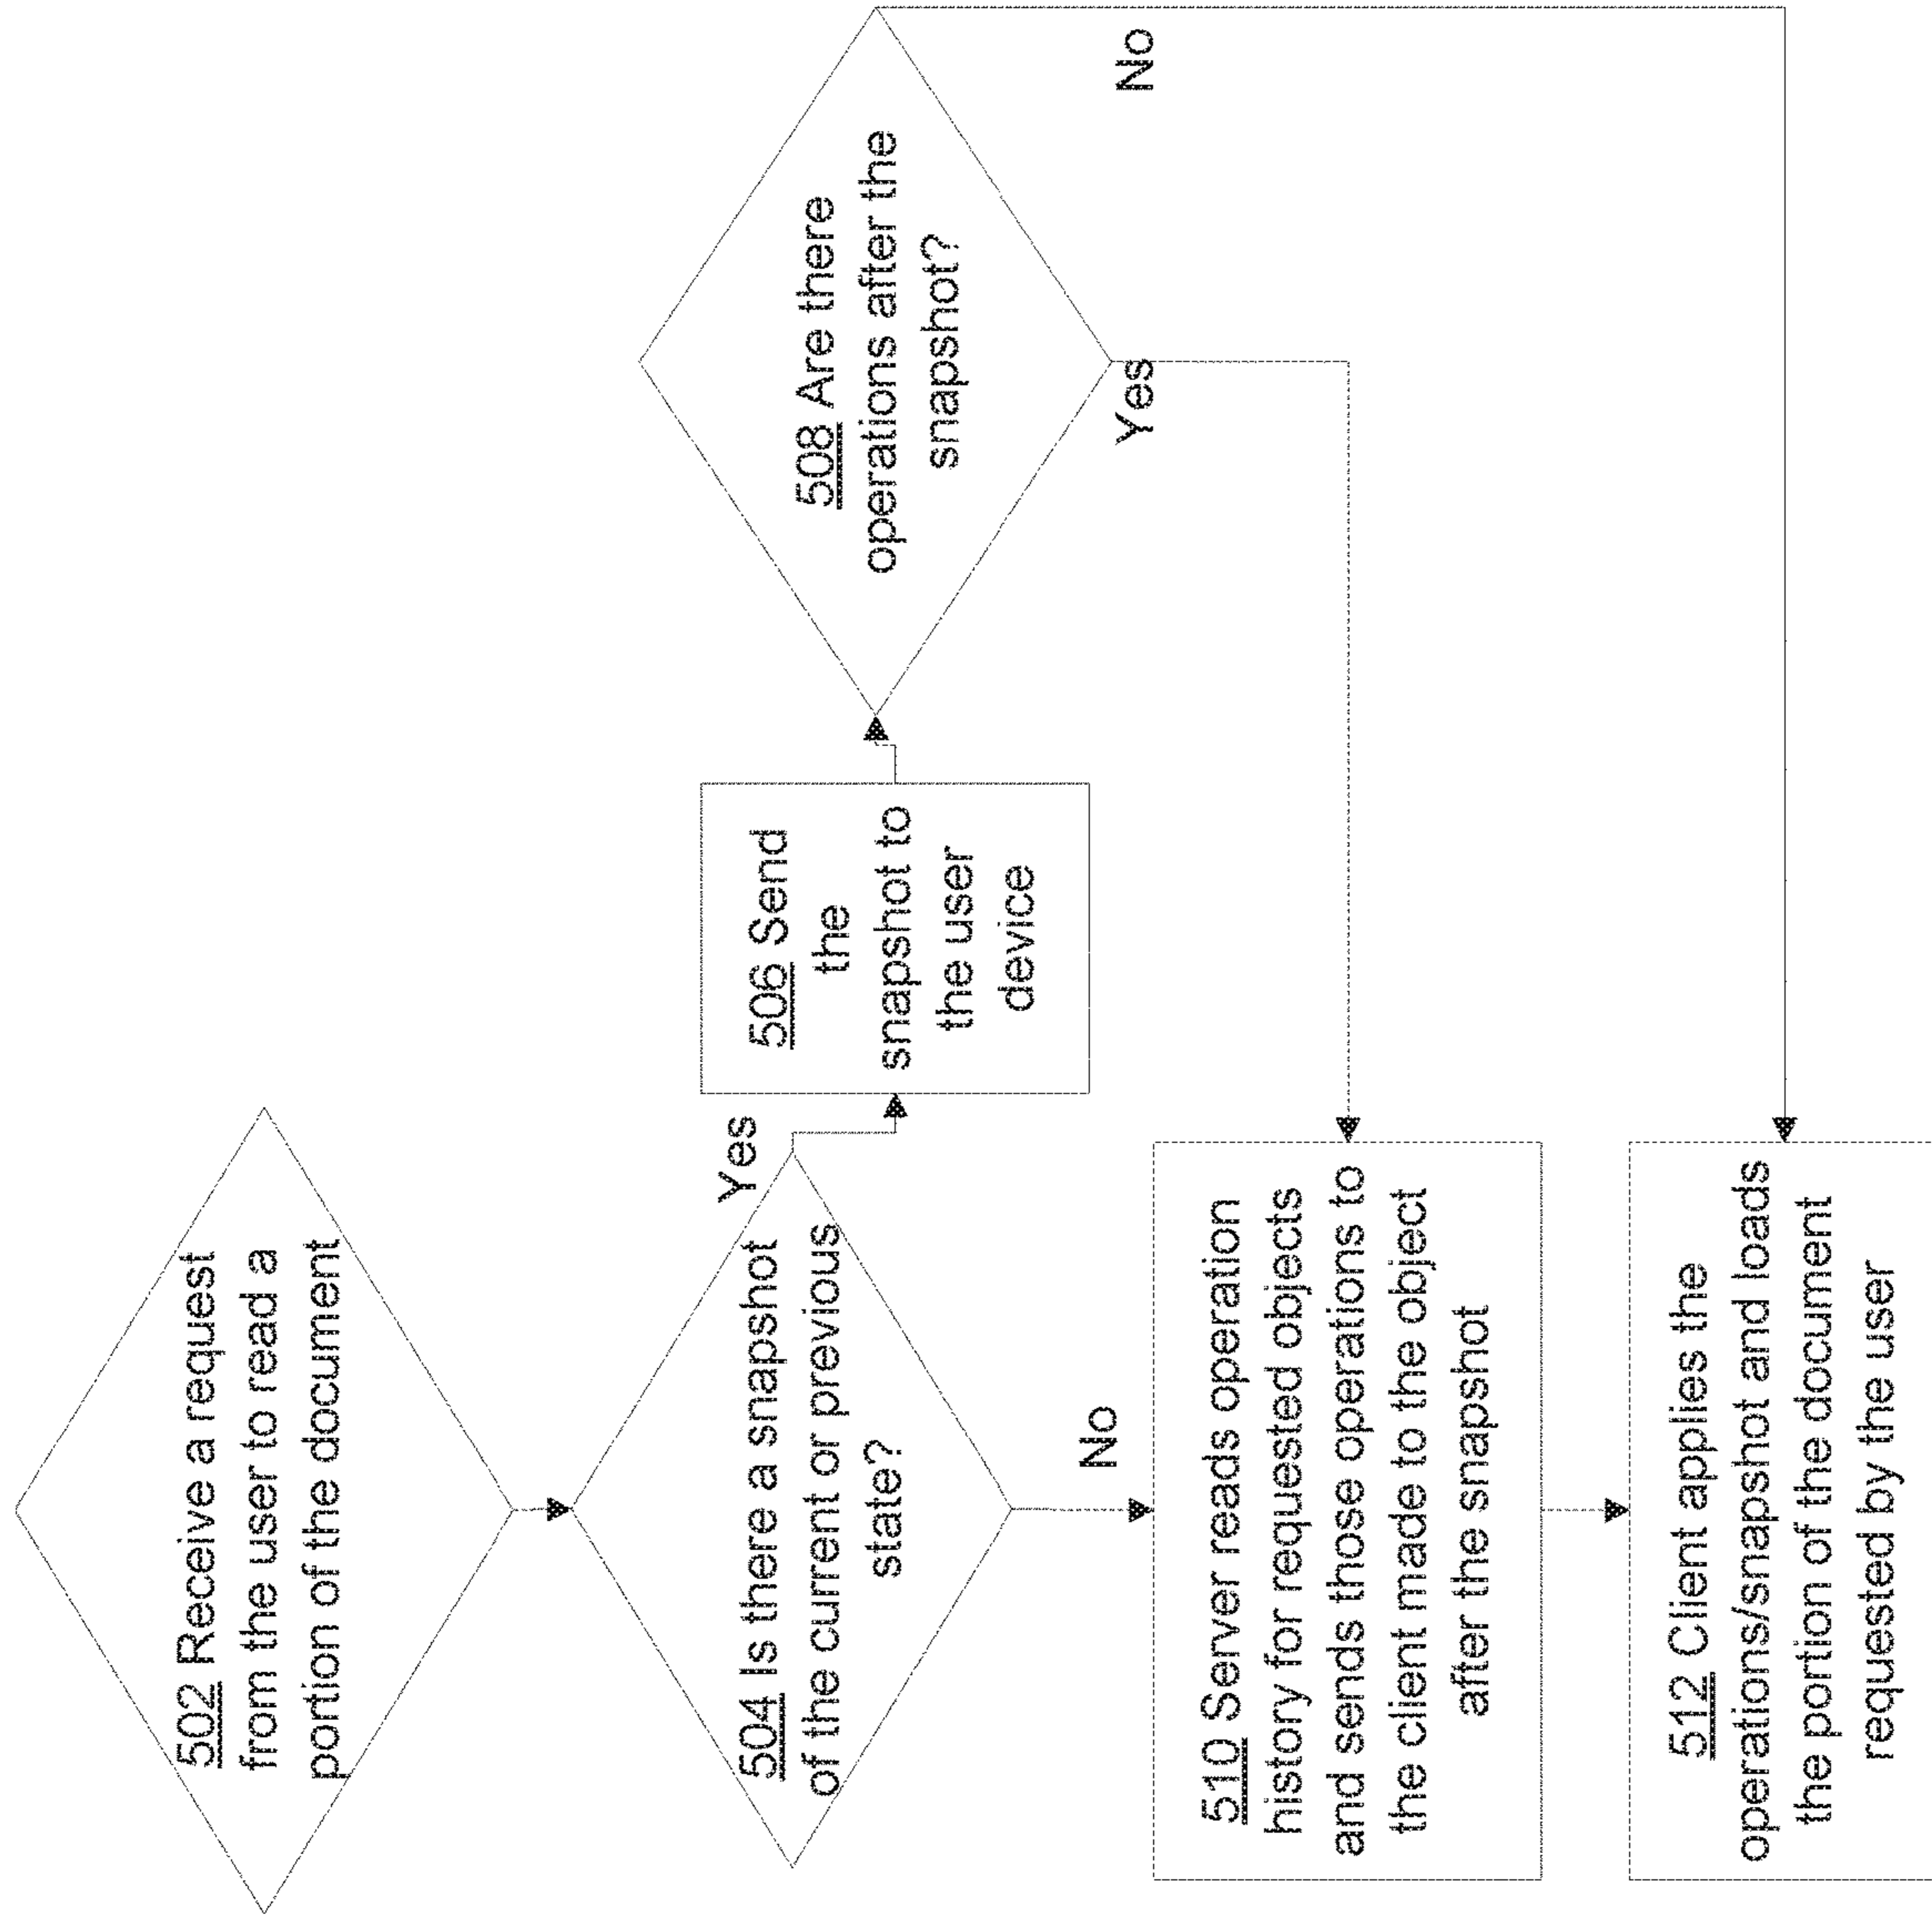 502 Receive a request
from the user to read a
portion of the document
504 Is there a snapshot
of the current or previous
state?
Yes
506 Send
the
snapshot to
the user
device
508 Are there
operations after the
snapshot?
Yes
No
No
510 Server reads operation
history for requested objects
and sends those operations to
the client made to the object
after the snapshot
512 Client applies the
operations/snapshot and loads
the portion of the document
requested by the user